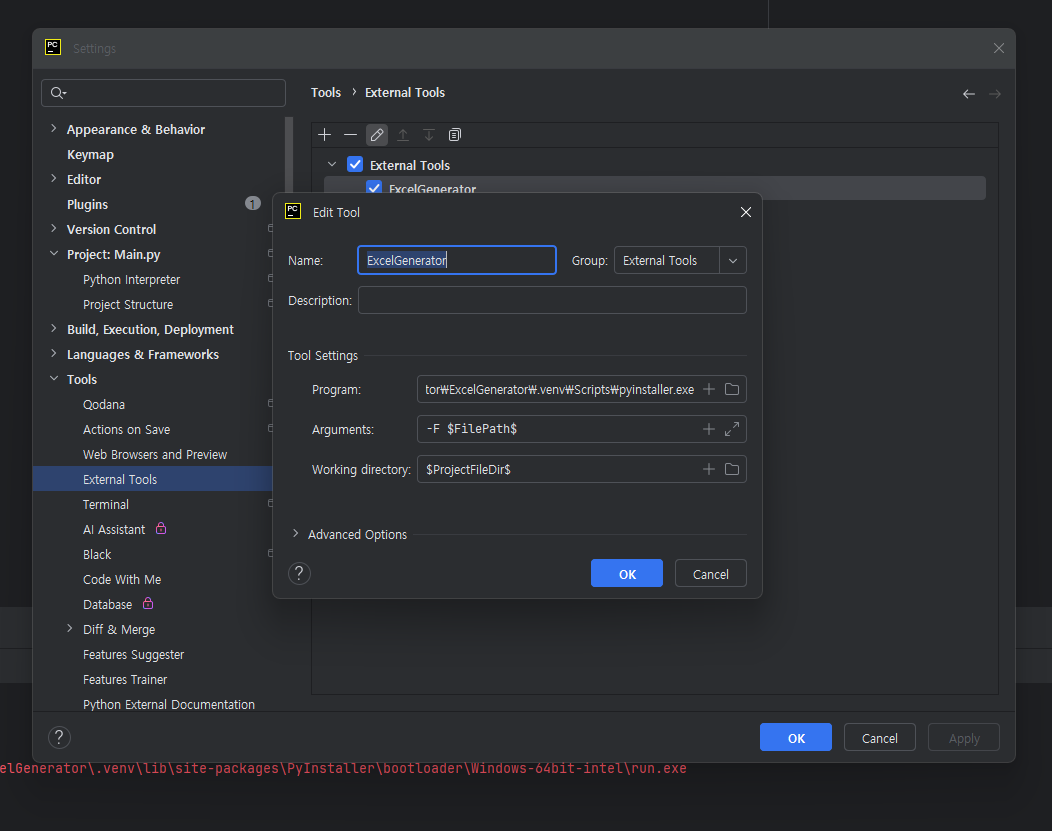 PC Settings
Tools › External Tools
Appearance & Behavior
Keymap
Editor
Plugins 1
Version Control
Project: Main.py
Python Interpreter
Project Structure
Build, Execution, Deployment
Languages & Frameworks
Tools
Qodana
Actions on Save
Web Browsers and Preview
External Tools
Terminal
AI Assistant
Black
Code With Me
Database
Diff & Merge
Features Suggester
Features Trainer
Python External Documentation
External Tools
ExcelGenerator
PC Edit Tool
Name: ExcelGenerator Group: External Tools
Description:
Tool Settings
Program: tor₩ExcelGenerator₩.venv₩Scripts₩pyinstaller.exe
Arguments: -F $FilePath$
Working directory: $ProjectFileDir$
Advanced Options
? OK Cancel
? OK Cancel Apply
elGenerator\.venv\lib\site-packages\PyInstaller\bootloader\Windows-64bit-intel\run.exe